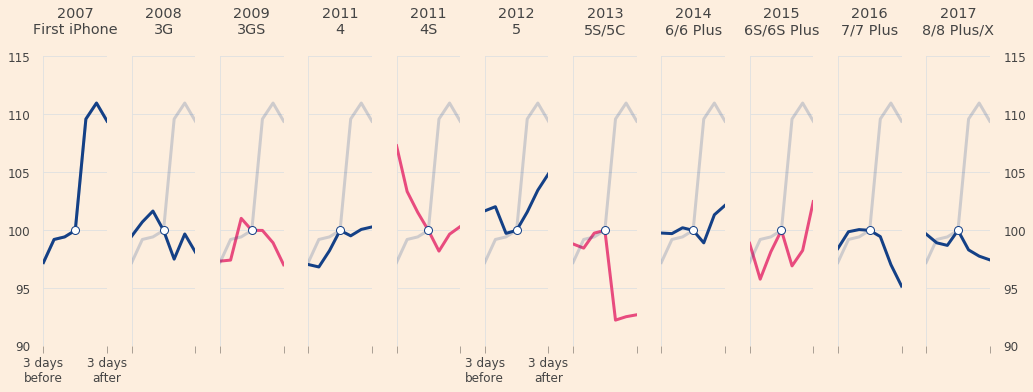 2007 2008 2009 2011 2011 2012 2013 2014 2015 2016 2017
First iPhone 3G 3GS 4 4S 5 5S/5C 6/6 Plus 6S/6S Plus 7/7 Plus 8/8 Plus/X
115 115
110 110
105 105
100 100
95 95
90 90
3 days 3 days 3 days 3 days
before after before after